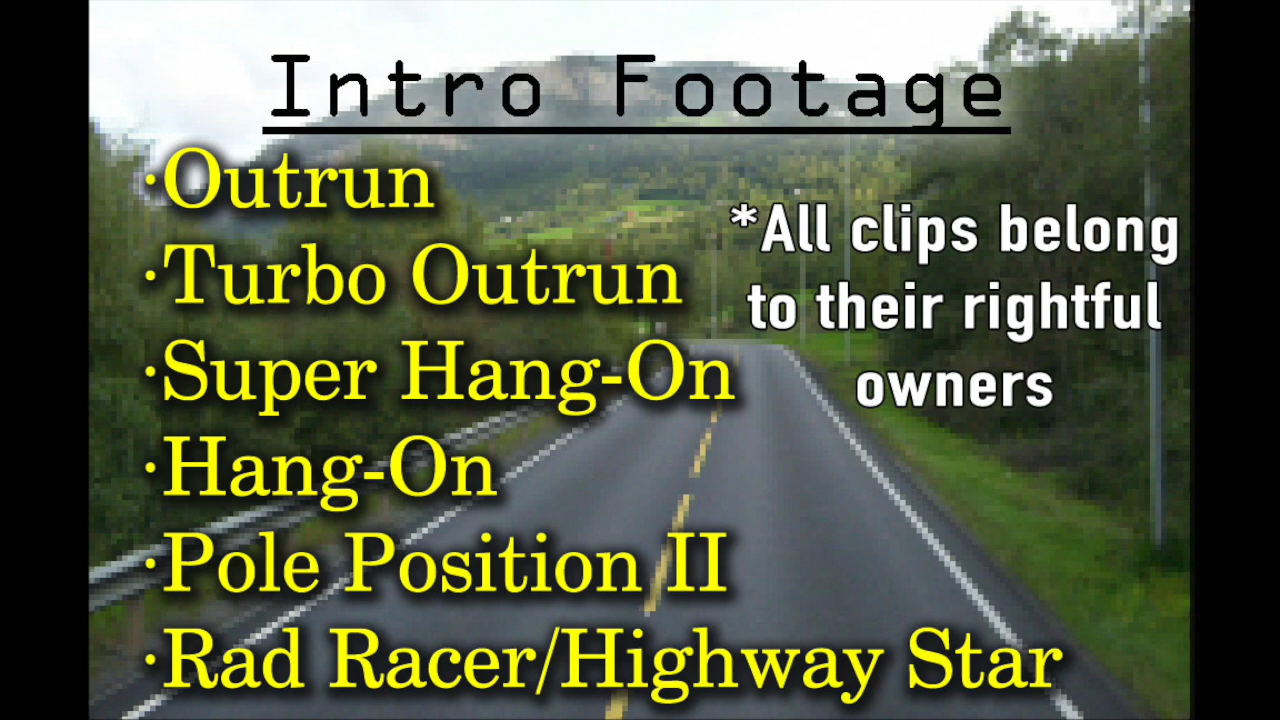 Intro Footage
·Outrun
·Turbo Outrun
·Super Hang-On
·Hang-On
·Pole Position II
·Rad Racer/Highway Star
*All clips belong
to their rightful
owners